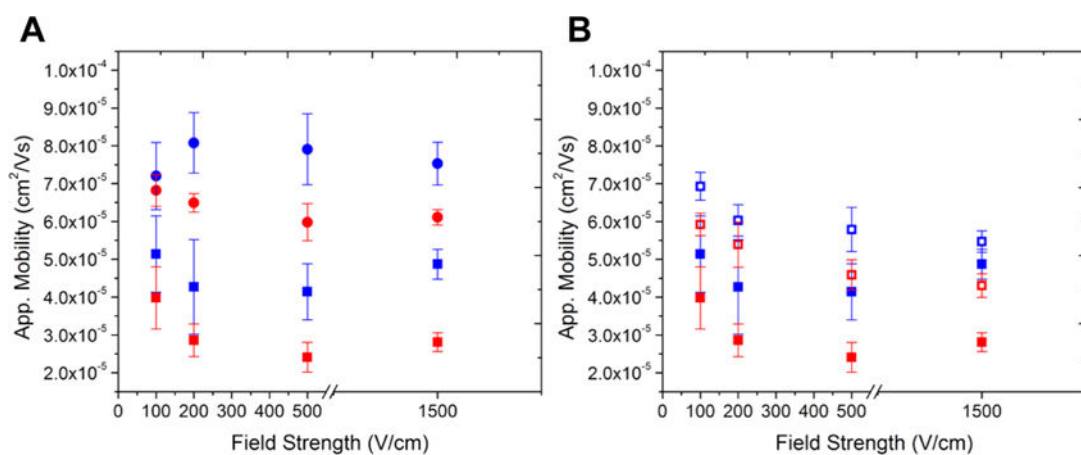 A
App. Mobility (cm²/Vs)
1.0x10⁻⁴
9.0x10⁻⁵
8.0x10⁻⁵
7.0x10⁻⁵
6.0x10⁻⁵
5.0x10⁻⁵
4.0x10⁻⁵
3.0x10⁻⁵
2.0x10⁻⁵
0 100 200 300 400 500 1500
Field Strength (V/cm)
B
App. Mobility (cm²/Vs)
1.0x10⁻⁴
9.0x10⁻⁵
8.0x10⁻⁵
7.0x10⁻⁵
6.0x10⁻⁵
5.0x10⁻⁵
4.0x10⁻⁵
3.0x10⁻⁵
2.0x10⁻⁵
0 100 200 300 400 500 1500
Field Strength (V/cm)